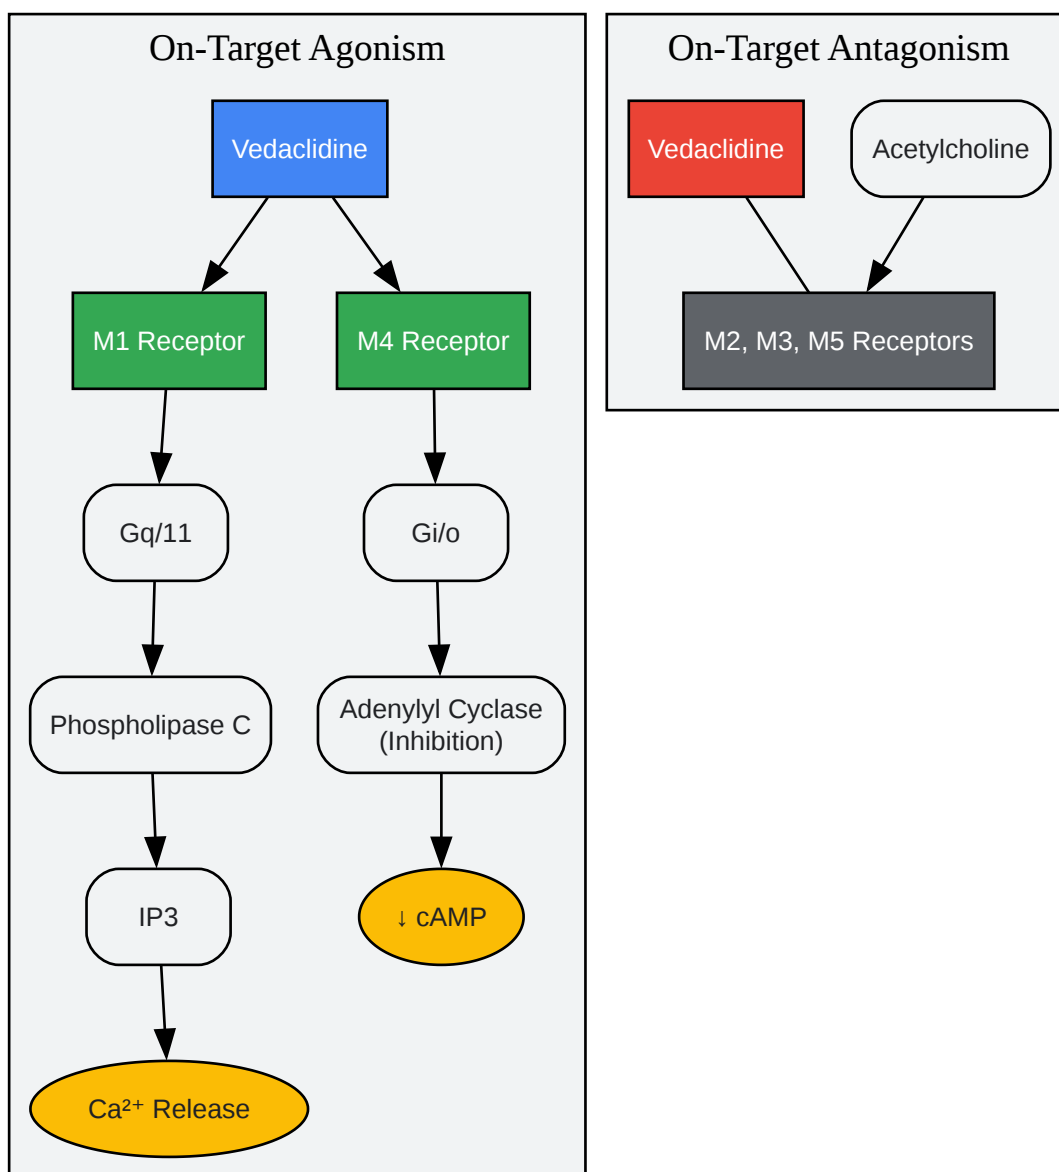 On-Target Agonism
Vedaclidine
M1 Receptor
M4 Receptor
Gq/11
Gi/o
Phospholipase C
Adenylyl Cyclase
(Inhibition)
IP3
↓ cAMP
Ca²⁺ Release
On-Target Antagonism
Vedaclidine
Acetylcholine
M2, M3, M5 Receptors